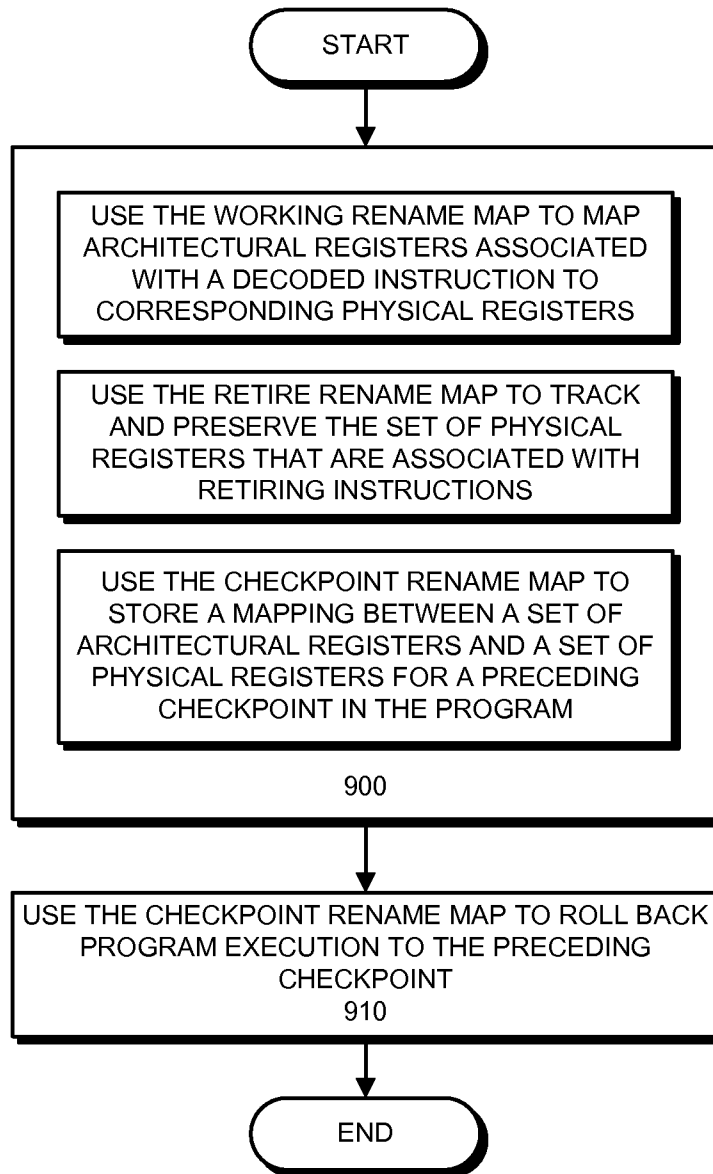 START
USE THE WORKING RENAME MAP TO MAP
ARCHITECTURAL REGISTERS ASSOCIATED
WITH A DECODED INSTRUCTION TO
CORRESPONDING PHYSICAL REGISTERS
USE THE RETIRE RENAME MAP TO TRACK
AND PRESERVE THE SET OF PHYSICAL
REGISTERS THAT ARE ASSOCIATED WITH
RETIRING INSTRUCTIONS
USE THE CHECKPOINT RENAME MAP TO
STORE A MAPPING BETWEEN A SET OF
ARCHITECTURAL REGISTERS AND A SET OF
PHYSICAL REGISTERS FOR A PRECEDING
CHECKPOINT IN THE PROGRAM
900
USE THE CHECKPOINT RENAME MAP TO ROLL BACK
PROGRAM EXECUTION TO THE PRECEDING
CHECKPOINT
910
END